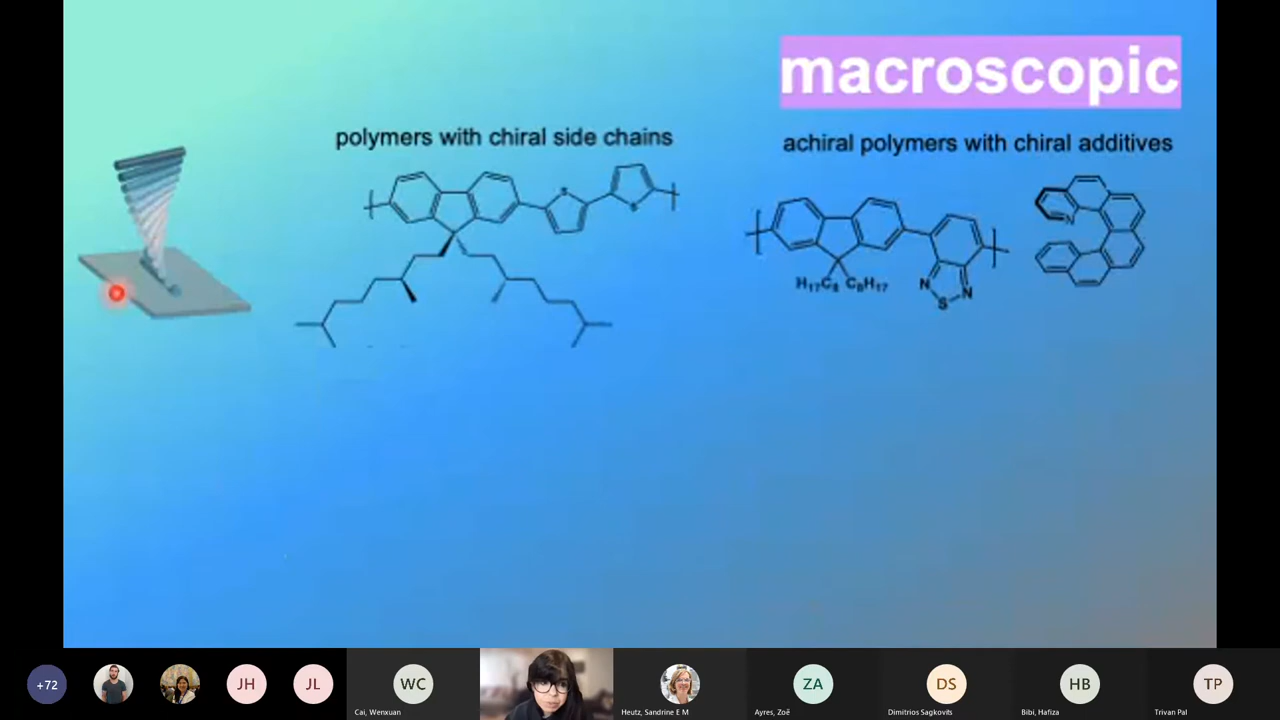 macroscopic
polymers with chiral side chains
achiral polymers with chiral additives
S
S
N
H17C8 C8H17
N
N
S
+72
JH
JL
WC
ZA
DS
HB
TP
Cai, Wenxuan
Heutz, Sandrine E M
Ayres, Zoë
Dimitrios Sagkovits
Bibi, Hafiza
Trivan Pal